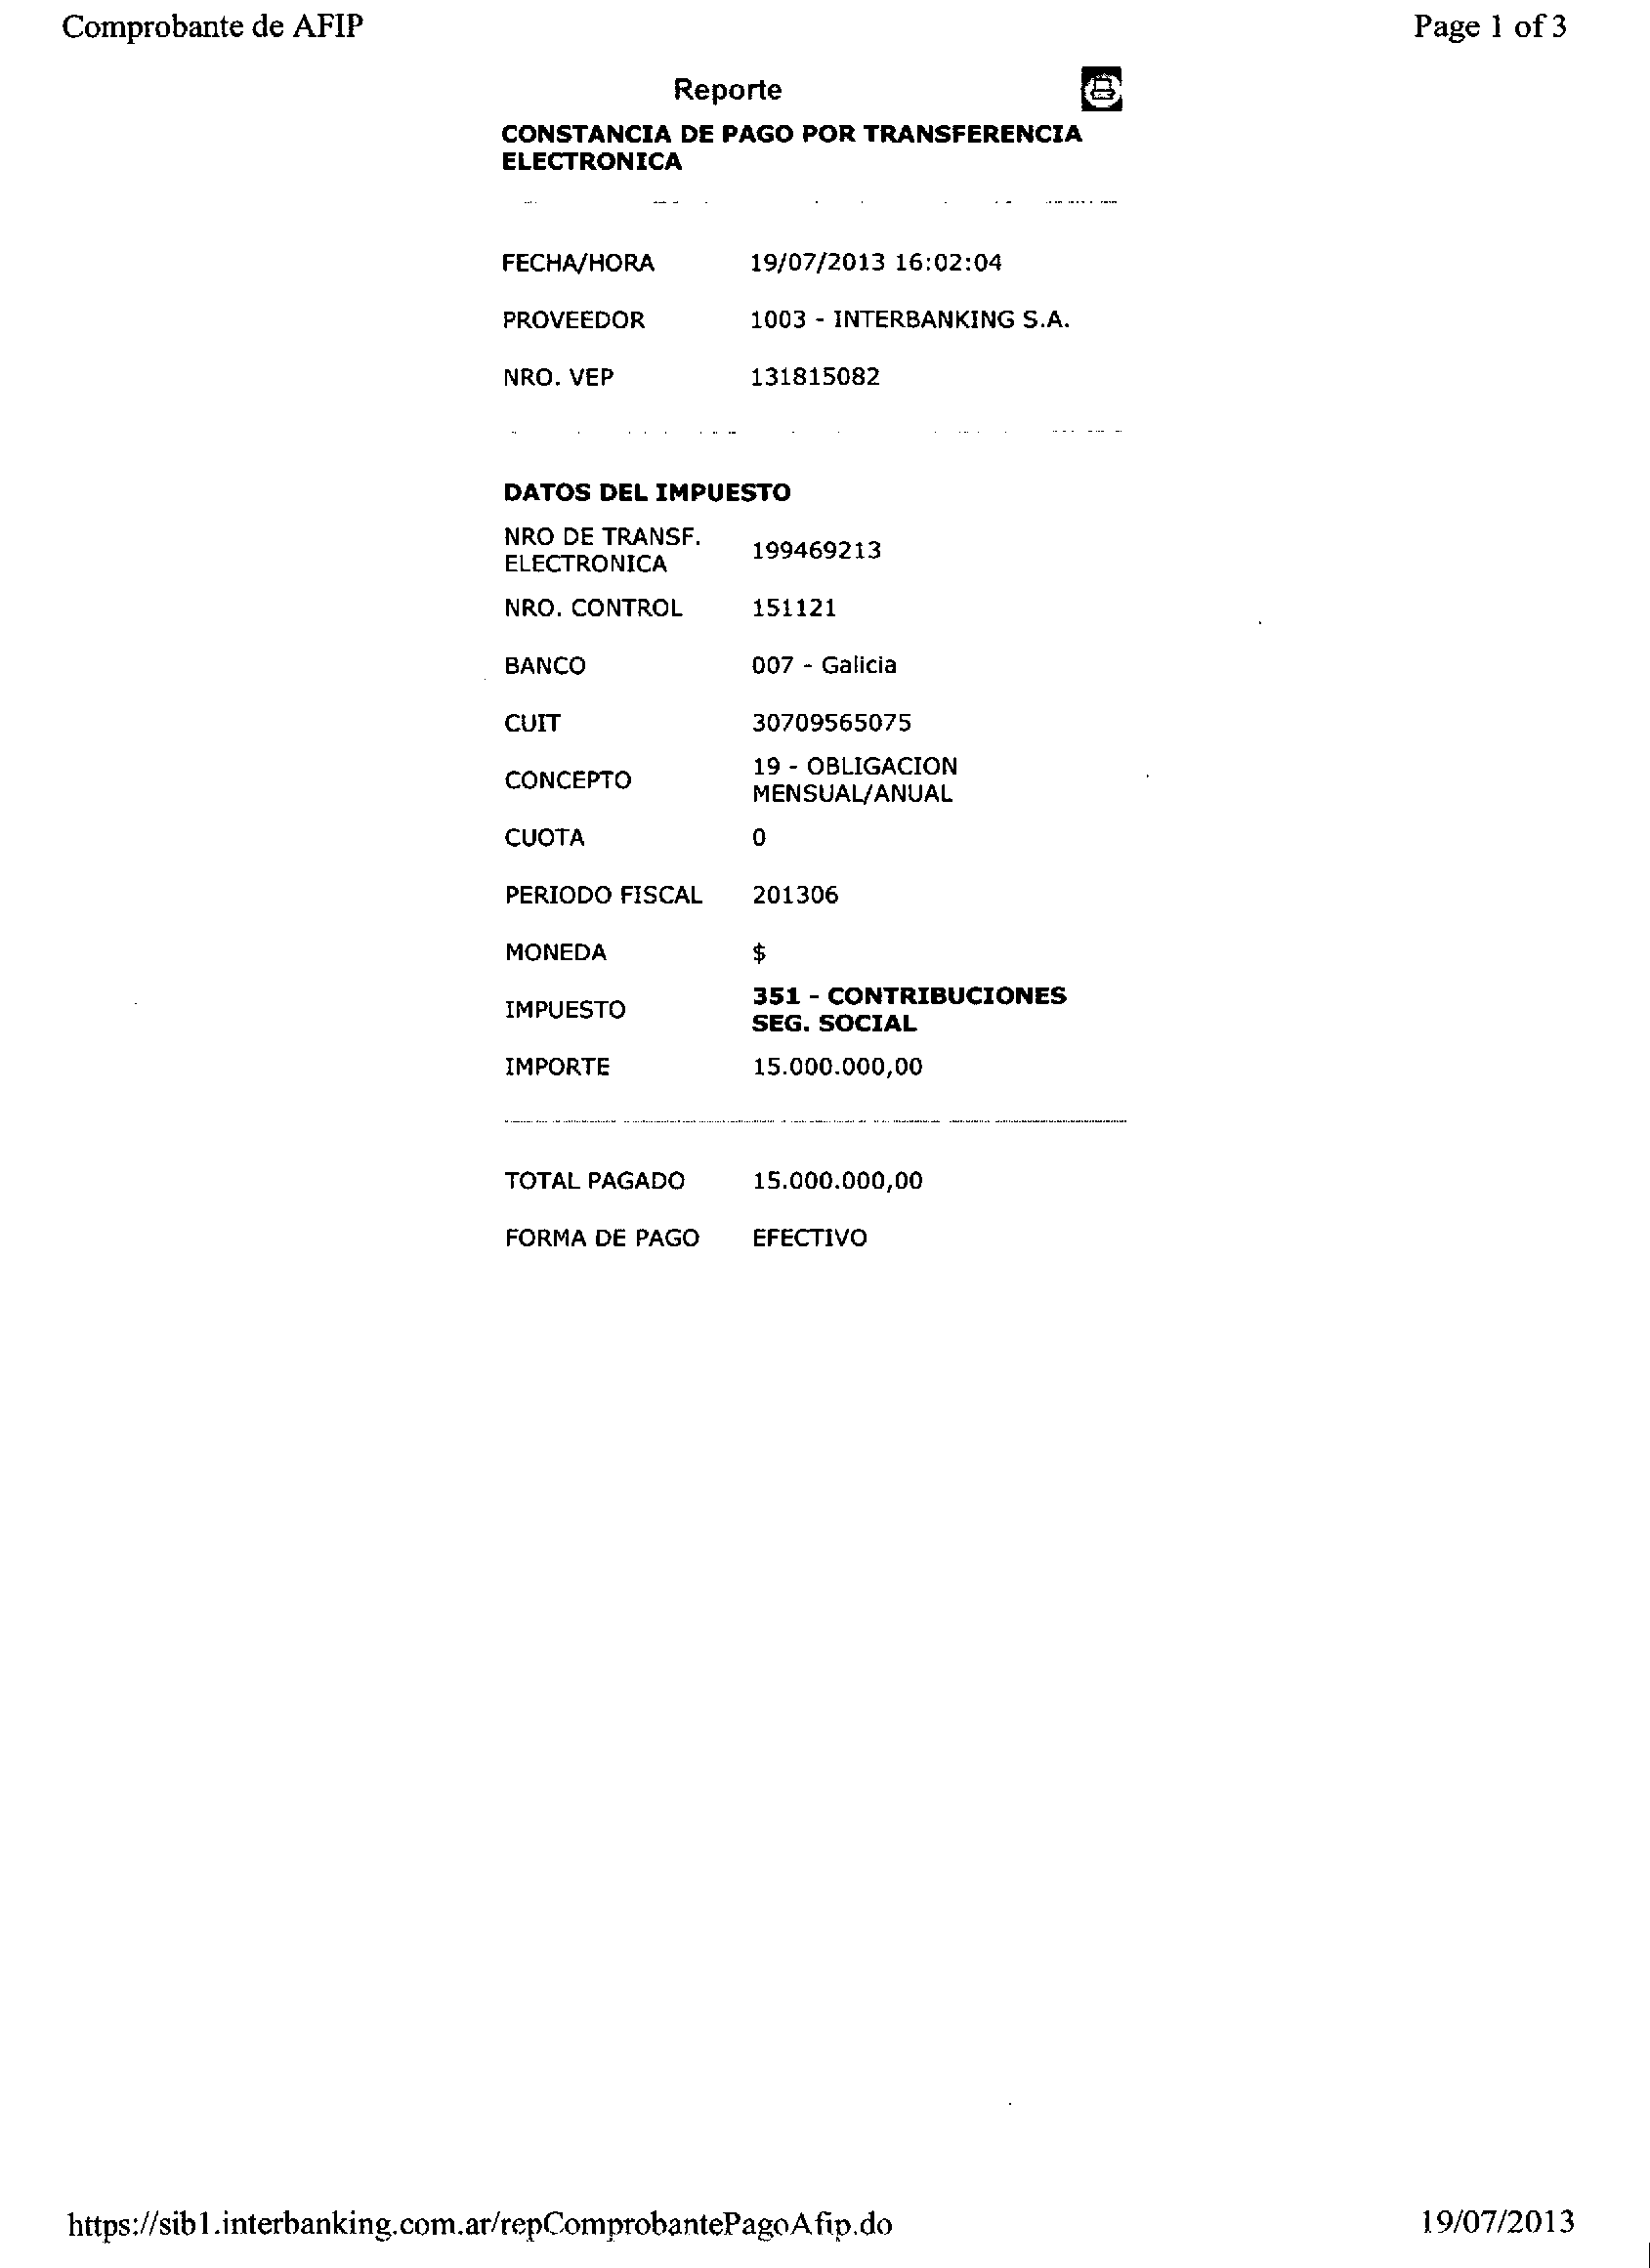 Comprobante de AFIP
Page 1 of 3
Reporte
CONSTANCIA DE PAGO POR TRANSFERENCIA
ELECTRONICA
FECHA/HORA 19/07/2013 16:02:04
PROVEEDOR 1003 - INTERBANKING S.A.
NRO. VEP 131815082
DATOS DEL IMPUESTO
NRO DE TRANSF.
ELECTRONICA 199469213
NRO. CONTROL 151121
BANCO 007 - Galicia
CUIT 30709565075
CONCEPTO 19 - OBLIGACION
MENSUAL/ANUAL
CUOTA 0
PERIODO FISCAL 201306
MONEDA $
IMPUESTO 351 - CONTRIBUCIONES
SEG. SOCIAL
IMPORTE 15.000.000,00
TOTAL PAGADO 15.000.000,00
FORMA DE PAGO EFECTIVO
https://sib1.interbanking.com.ar/repComprobantePagoAfip.do
19/07/2013